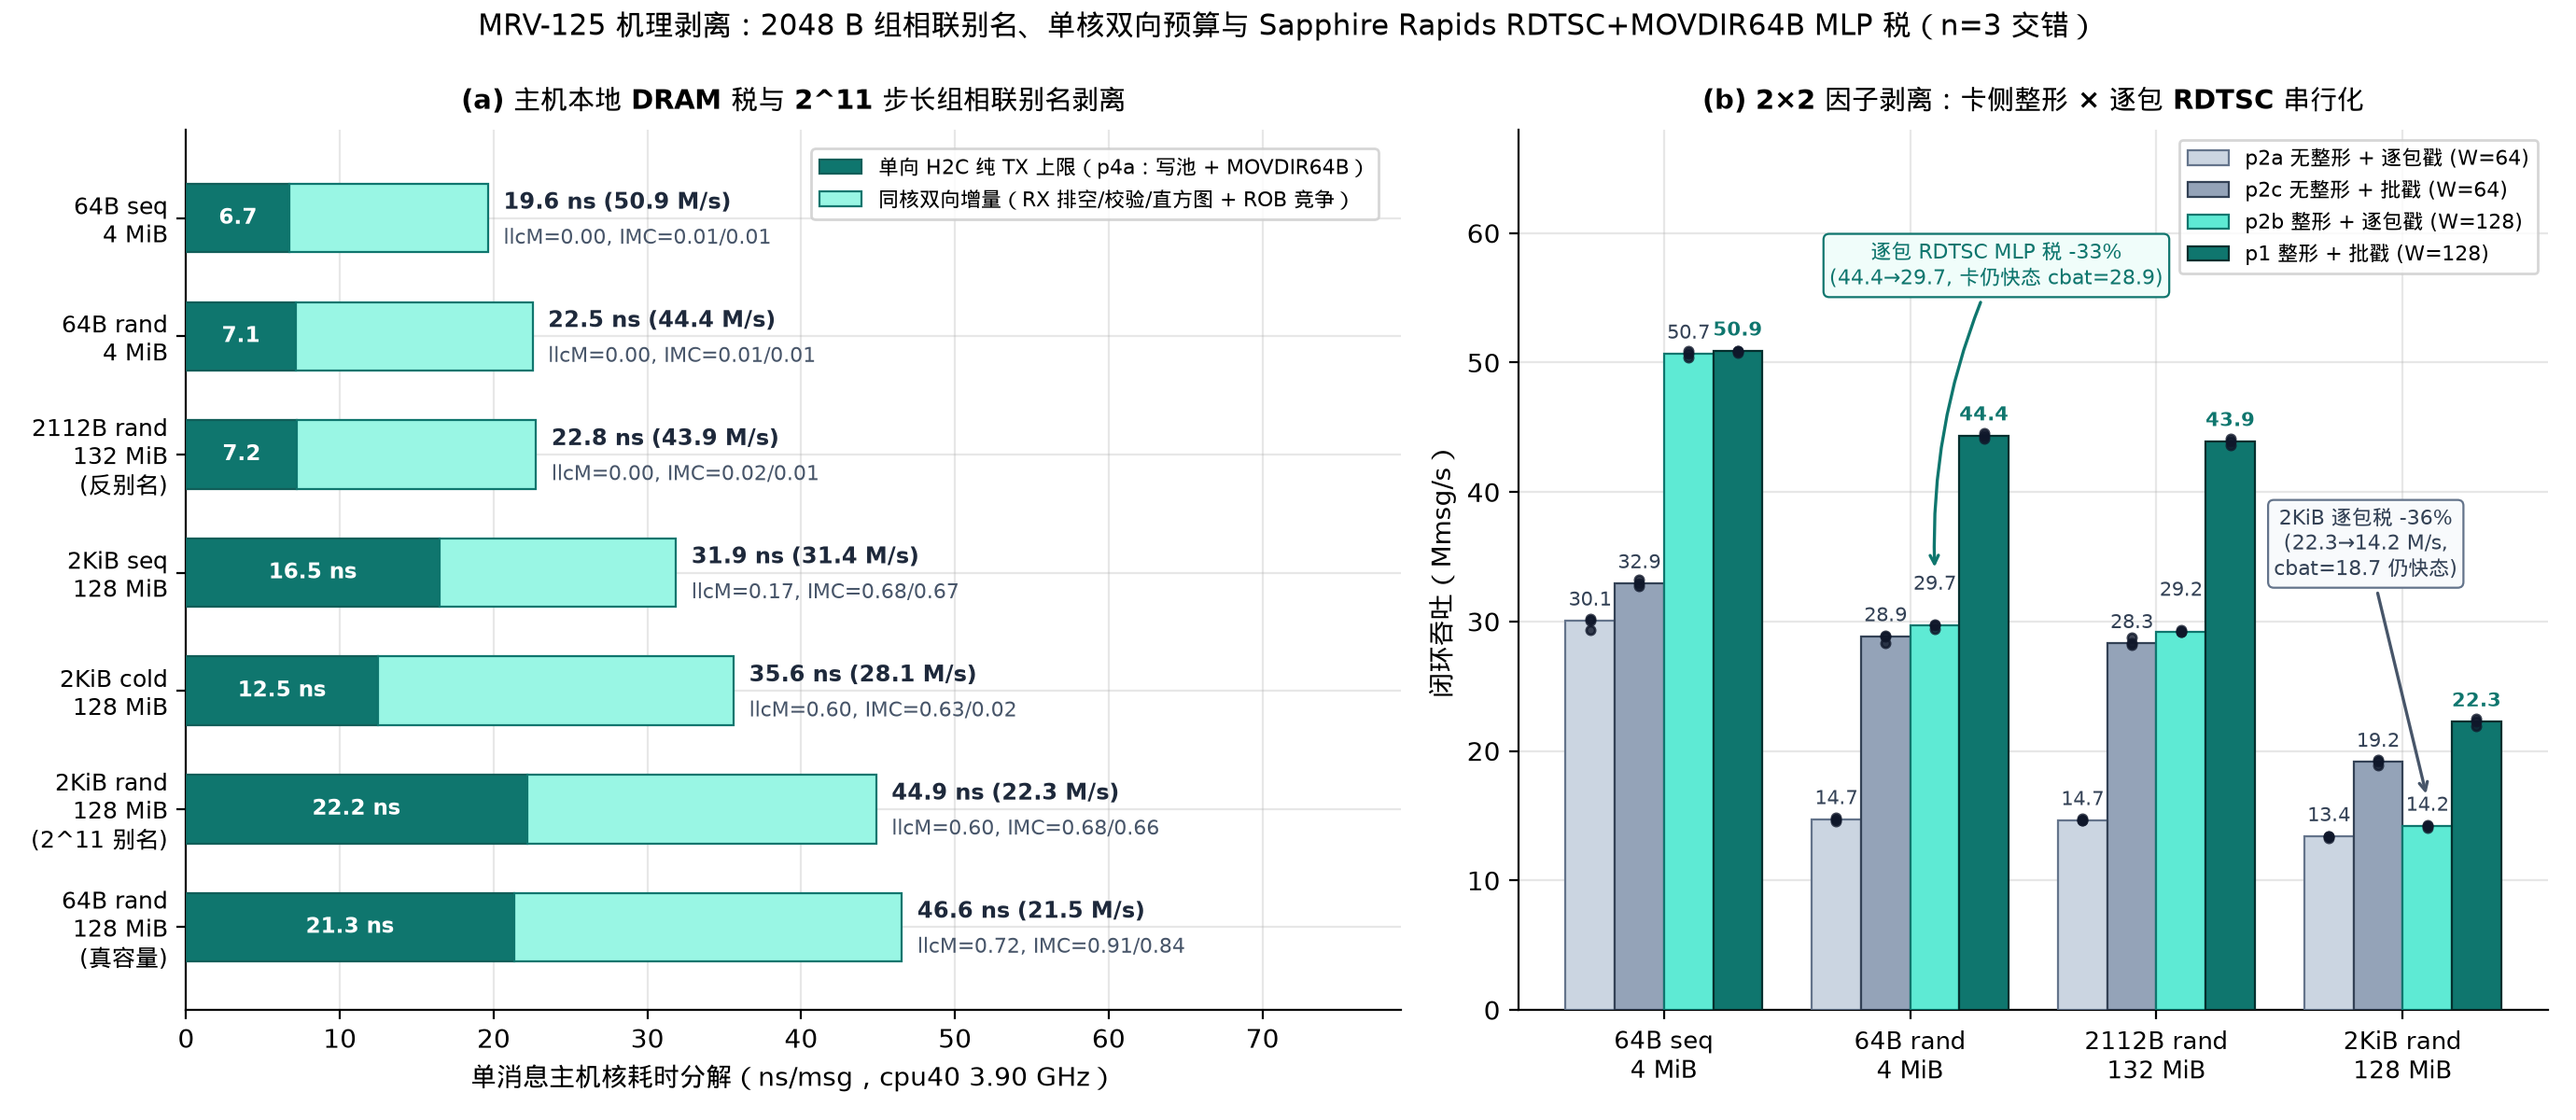 MRV-125 机理剥离：2048 B 组相联别名、单核双向预算与 Sapphire Rapids RDTSC+MOVDIR64B MLP 税（n=3 交错）
(a) 主机本地 DRAM 税与 2^11 步长组相联别名剥离
单向 H2C 纯 TX 上限（p4a：写池 + MOVDIR64B）
同核双向增量（RX 排空/校验/直方图 + ROB 竞争）
64B seq
4 MiB
6.7
19.6 ns (50.9 M/s)
llcM=0.00, IMC=0.01/0.01
64B rand
4 MiB
7.1
22.5 ns (44.4 M/s)
llcM=0.00, IMC=0.01/0.01
2112B rand
132 MiB
(反别名)
7.2
22.8 ns (43.9 M/s)
llcM=0.00, IMC=0.02/0.01
2KiB seq
128 MiB
16.5 ns
31.9 ns (31.4 M/s)
llcM=0.17, IMC=0.68/0.67
2KiB cold
128 MiB
12.5 ns
35.6 ns (28.1 M/s)
llcM=0.60, IMC=0.63/0.02
2KiB rand
128 MiB
(2^11 别名)
22.2 ns
44.9 ns (22.3 M/s)
llcM=0.60, IMC=0.68/0.66
64B rand
128 MiB
(真容量)
21.3 ns
46.6 ns (21.5 M/s)
llcM=0.72, IMC=0.91/0.84
0 10 20 30 40 50 60 70
单消息主机核耗时分解（ns/msg，cpu40 3.90 GHz）
(b) 2×2 因子剥离：卡侧整形 × 逐包 RDTSC 串行化
p2a 无整形 + 逐包戳 (W=64)
p2c 无整形 + 批戳 (W=64)
p2b 整形 + 逐包戳 (W=128)
p1 整形 + 批戳 (W=128)
逐包 RDTSC MLP 税 -33%
(44.4→29.7, 卡仍快态 cbat=28.9)
2KiB 逐包税 -36%
(22.3→14.2 M/s,
cbat=18.7 仍快态)
闭环吞吐（Mmsg/s）
60
50
40
30
20
10
0
30.1 32.9 50.7 50.9
14.7 28.9 29.7 44.4
14.7 28.3 29.2 43.9
13.4 19.2 14.2 22.3
64B seq
4 MiB
64B rand
4 MiB
2112B rand
132 MiB
2KiB rand
128 MiB